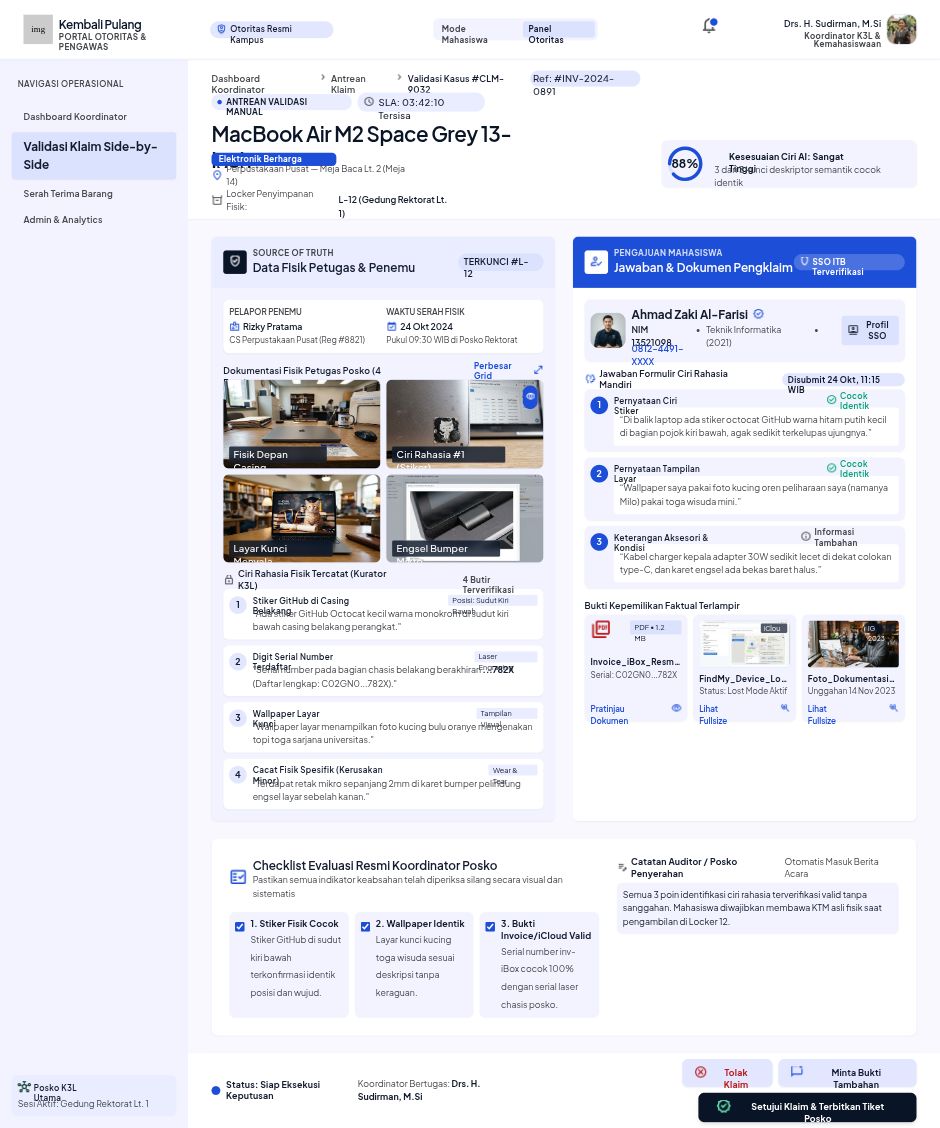 img
Kembali Pulang
PORTAL OTORITAS &
PENGAWAS
Otoritas Resmi
Kampus
Mode
Mahasiswa
Panel
Otoritas
Drs. H. Sudirman, M.Si
Koordinator K3L &
Kemahasiswaan
NAVIGASI OPERASIONAL
Dashboard Koordinator
Validasi Klaim Side-by-
Side
Serah Terima Barang
Admin & Analytics
Posko K3L
Utama
Sesi Aktif: Gedung Rektorat Lt. 1
Dashboard
Koordinator
Antrean
Klaim
Validasi Kasus #CLM-
9032
Ref: #INV-2024-
0891
ANTREAN VALIDASI
MANUAL
SLA: 03:42:10
Tersisa
MacBook Air M2 Space Grey 13-
Elektronik Berharga
Perpustakaan Pusat — Meja Baca Lt. 2 (Meja
14)
Locker Penyimpanan
Fisik:
L-12 (Gedung Rektorat Lt.
1)
88%
Kesesuaian Ciri AI: Sangat
Tinggi
3 dari 3 kunci deskriptor semantik cocok
identik
SOURCE OF TRUTH
Data Fisik Petugas & Penemu
TERKUNCI #L-
12
PELAPOR PENEMU
Rizky Pratama
CS Perpustakaan Pusat (Reg #8821)
WAKTU SERAH FISIK
24 Okt 2024
Pukul 09:30 WIB di Posko Rektorat
Dokumentasi Fisik Petugas Posko (4
Perbesar
Grid
Fisik Depan
Casing
Ciri Rahasia #1
(Stiker)
Layar Kunci
Menyala
Engsel Bumper
Mikro
Ciri Rahasia Fisik Tercatat (Kurator
K3L)
4 Butir
Terverifikasi
1
Stiker GitHub di Casing
Belakang
Posisi: Sudut Kiri
Bawah
"Ada stiker GitHub Octocat kecil warna monokrom di sudut kiri
bawah casing belakang perangkat."
2
Digit Serial Number
Terdaftar
Laser
"Serial number pada bagian chasis belakang berakhiran ...782X
(Daftar lengkap: C02GN0...782X)."
3
Wallpaper Layar
Kunci
Tampilan
Visual
"Wallpaper layar menampilkan foto kucing bulu oranye mengenakan
topi toga sarjana universitas."
4
Cacat Fisik Spesifik (Kerusakan
Minor)
Wear &
Tear
"Terdapat retak mikro sepanjang 2mm di karet bumper pelindung
engsel layar sebelah kanan."
PENGAJUAN MAHASISWA
Jawaban & Dokumen Pengklaim
SSO ITB
Terverifikasi
Ahmad Zaki Al-Farisi
NIM
13521098
•
Teknik Informatika
(2021)
•
0812-4491-
XXXX
Profil
SSO
Jawaban Formulir Ciri Rahasia
Mandiri
Disubmit 24 Okt, 11:15
WIB
1
Pernyataan Ciri
Stiker
Cocok
Identik
"Di balik laptop ada stiker octocat GitHub warna hitam putih kecil
di bagian pojok kiri bawah, agak sedikit terkelupas ujungnya."
2
Pernyataan Tampilan
Layar
Cocok
Identik
"Wallpaper saya pakai foto kucing oren peliharaan saya (namanya
Milo) pakai toga wisuda mini."
3
Keterangan Aksesori &
Kondisi
Informasi
Tambahan
"Kabel charger kepala adapter 30W sedikit lecet di dekat colokan
type-C, dan karet engsel ada bekas baret halus."
Bukti Kepemilikan Faktual Terlampir
PDF
PDF • 1.2
MB
Invoice_iBox_Resm...
Serial: C02GN0...782X
Pratinjau
Dokumen
iClou
FindMy_Device_Lo...
Status: Lost Mode Aktif
Lihat
Fullsize
IG
2023
Foto_Dokumentasi...
Unggahan 14 Nov 2023
Lihat
Fullsize
Checklist Evaluasi Resmi Koordinator Posko
Pastikan semua indikator keabsahan telah diperiksa silang secara visual dan
sistematis
1. Stiker Fisik Cocok
Stiker GitHub di sudut
kiri bawah
terkonfirmasi identik
posisi dan wujud.
2. Wallpaper Identik
Layar kunci kucing
toga wisuda sesuai
deskripsi tanpa
keraguan.
3. Bukti
Invoice/iCloud Valid
Serial number inv-
iBox cocok 100%
dengan serial laser
chasis posko.
Catatan Auditor / Posko
Penyerahan
Otomatis Masuk Berita
Acara
Semua 3 poin identifikasi ciri rahasia terverifikasi valid tanpa
sanggahan. Mahasiswa diwajibkan membawa KTM asli fisik saat
pengambilan di Locker 12.
Status: Siap Eksekusi
Keputusan
Koordinator Bertugas: Drs. H.
Sudirman, M.Si
Tolak
Klaim
Minta Bukti
Tambahan
Setujui Klaim & Terbitkan Tiket
Posko